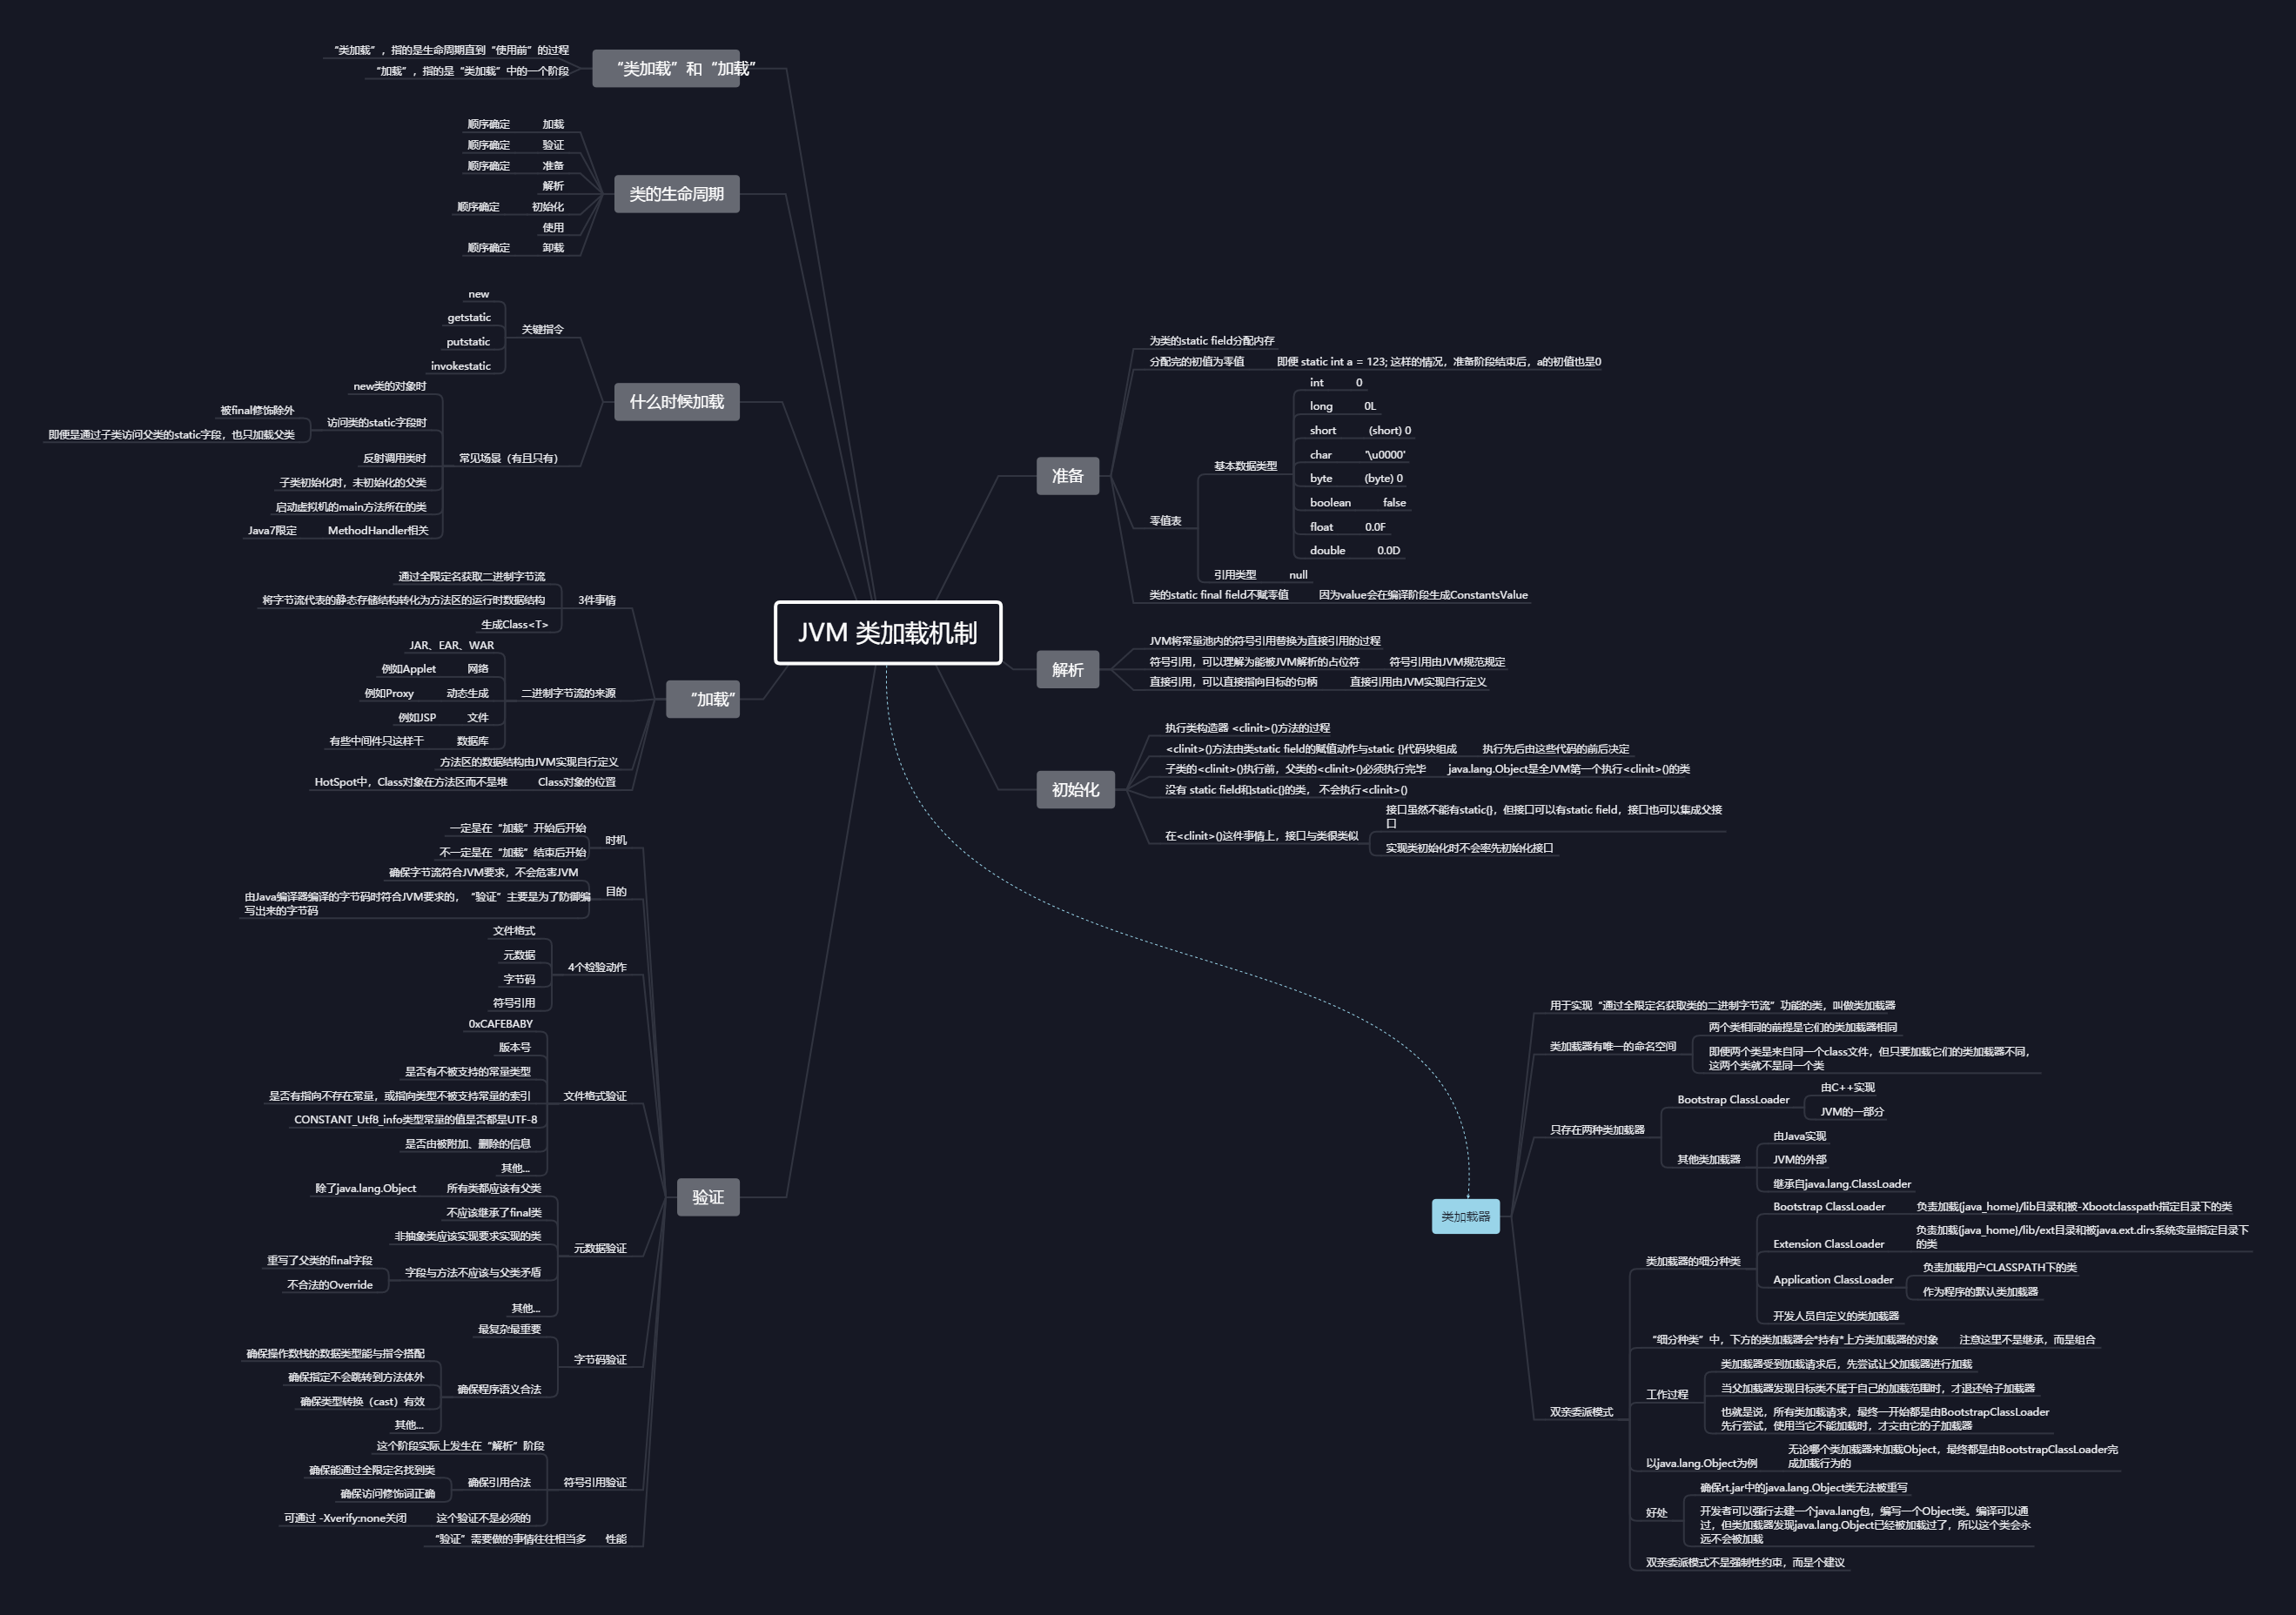 JVM 类加载机制
“类加载”和“加载”
“类加载”，指的是生命周期直到“使用前”的过程
“加载”，指的是“类加载”中的一个阶段
类的生命周期
加载 顺序确定
验证 顺序确定
准备 顺序确定
解析
初始化 顺序确定
使用
卸载 顺序确定
什么时候加载
关键指令
new
getstatic
putstatic
invokestatic
常见场景（有且只有）
new类的对象时
访问类的static字段时
被final修饰除外
即便是通过子类访问父类的static字段，也只加载父类
反射调用类时
子类初始化时，未初始化的父类
启动虚拟机的main方法所在的类
MethodHandler相关 Java7限定
“加载”
3件事情
通过全限定名获取二进制字节流
将字节流代表的静态存储结构转化为方法区的运行时数据结构
生成Class<T>
二进制字节流的来源
JAR、EAR、WAR
网络 例如Applet
动态生成 例如Proxy
文件 例如JSP
数据库 有些中间件只这样干
方法区的数据结构由JVM实现自行定义
Class对象的位置 HotSpot中，Class对象在方法区而不是堆
验证
时机
一定是在“加载”开始后开始
不一定是在“加载”结束后开始
目的
确保字节流符合JVM要求，不会危害JVM
由Java编译器编译的字节码时符合JVM要求的，“验证”主要是为了防御编
写出来的字节码
4个检验动作
文件格式
元数据
字节码
符号引用
文件格式验证
0xCAFEBABY
版本号
是否有不被支持的常量类型
是否有指向不存在常量，或指向类型不被支持常量的索引
CONSTANT_Utf8_info类型常量的值是否都是UTF-8
是否由被附加、删除的信息
其他...
元数据验证
所有类都应该有父类 除了java.lang.Object
不应该继承了final类
非抽象类应该实现要求实现的类
字段与方法不应该与父类矛盾
重写了父类的final字段
不合法的Override
其他...
字节码验证
最复杂最重要
确保程序语义合法
确保操作数栈的数据类型能与指令搭配
确保指定不会跳转到方法体外
确保类型转换（cast）有效
其他...
符号引用验证
这个阶段实际上发生在“解析”阶段
确保引用合法
确保能通过全限定名找到类
确保访问修饰词正确
这个验证不是必须的 可通过 -Xverify:none关闭
性能 “验证”需要做的事情往往相当多
准备
为类的static field分配内存
分配完的初值为零值 即便 static int a = 123; 这样的情况，准备阶段结束后，a的初值也是0
零值表
基本数据类型
int 0
long 0L
short (short) 0
char '\u0000'
byte (byte) 0
boolean false
float 0.0F
double 0.0D
引用类型 null
类的static final field不赋零值 因为value会在编译阶段生成ConstantsValue
解析
JVM将常量池内的符号引用替换为直接引用的过程
符号引用，可以理解为能被JVM解析的占位符 符号引用由JVM规范规定
直接引用，可以直接指向目标的句柄 直接引用由JVM实现自行定义
初始化
执行类构造器 <clinit>()方法的过程
<clinit>()方法由类static field的赋值动作与static {}代码块组成 执行先后由这些代码的前后决定
子类的<clinit>()执行前，父类的<clinit>()必须执行完毕 java.lang.Object是全JVM第一个执行<clinit>()的类
没有 static field和static{}的类， 不会执行<clinit>()
在<clinit>()这件事情上，接口与类很类似
接口虽然不能有static{}，但接口可以有static field，接口也可以集成父接
口
实现类初始化时不会率先初始化接口
类加载器
用于实现“通过全限定名获取类的二进制字节流”功能的类，叫做类加载器
类加载器有唯一的命名空间
两个类相同的前提是它们的类加载器相同
即便两个类是来自同一个class文件，但只要加载它们的类加载器不同，
这两个类就不是同一个类
只存在两种类加载器
Bootstrap ClassLoader
由C++实现
JVM的一部分
其他类加载器
由Java实现
JVM的外部
继承自java.lang.ClassLoader
双亲委派模式
类加载器的细分种类
Bootstrap ClassLoader 负责加载{java_home}/lib目录和被-Xbootclasspath指定目录下的类
Extension ClassLoader
负责加载{java_home}/lib/ext目录和被java.ext.dirs系统变量指定目录下
的类
Application ClassLoader
负责加载用户CLASSPATH下的类
作为程序的默认类加载器
开发人员自定义的类加载器
“细分种类”中，下方的类加载器会*持有*上方类加载器的对象 注意这里不是继承，而是组合
工作过程
类加载器受到加载请求后，先尝试让父加载器进行加载
当父加载器发现目标类不属于自己的加载范围时，才退还给子加载器
也就是说，所有类加载请求，最终一开始都是由BootstrapClassLoader
先行尝试，使用当它不能加载时，才交由它的子加载器
以java.lang.Object为例
无论哪个类加载器来加载Object，最终都是由BootstrapClassLoader完
成加载行为的
好处
确保rt.jar中的java.lang.Object类无法被重写
开发者可以强行去建一个java.lang包，编写一个Object类。编译可以通
过，但类加载器发现java.lang.Object已经被加载过了，所以这个类会永
远不会被加载
双亲委派模式不是强制性约束，而是个建议